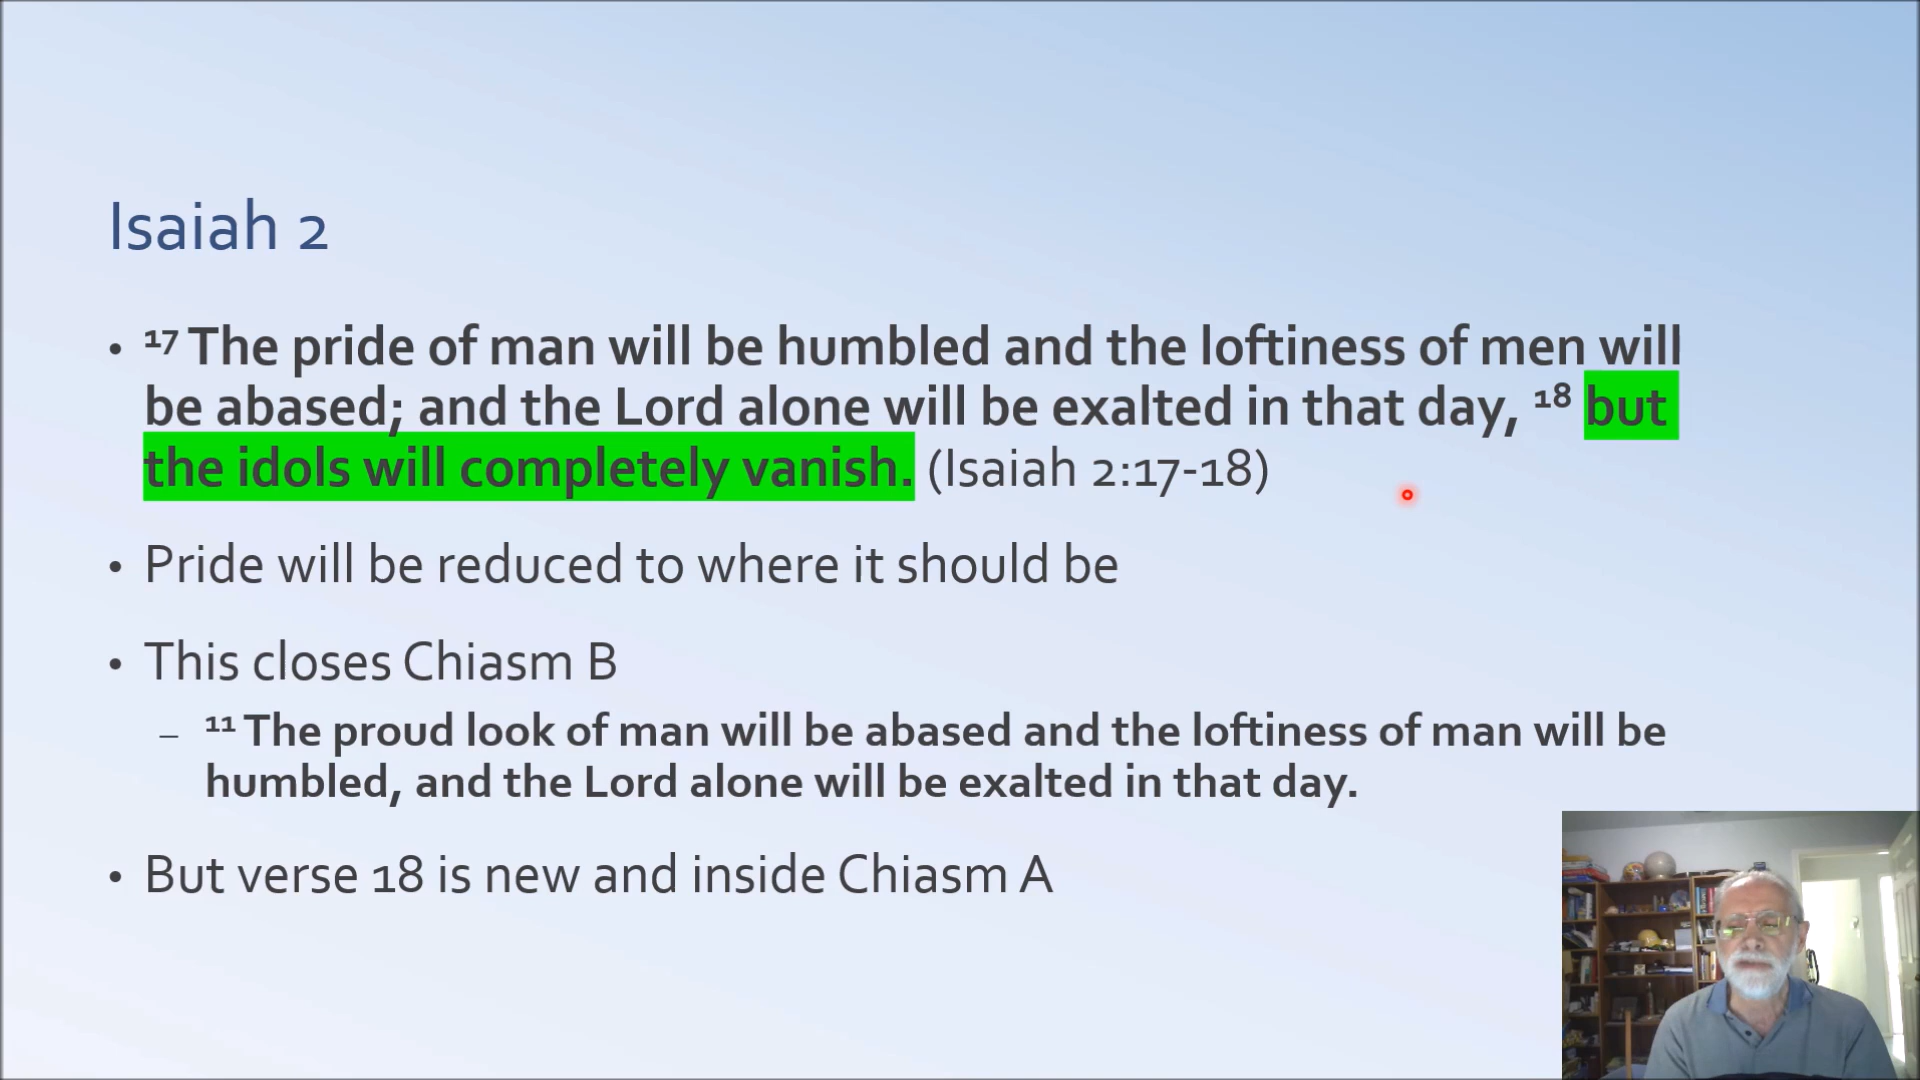 Isaiah 2
• ¹⁷ The pride of man will be humbled and the loftiness of men will
be abased; and the Lord alone will be exalted in that day, ¹⁸ but
the idols will completely vanish. (Isaiah 2:17-18)
• Pride will be reduced to where it should be
• This closes Chiasm B
– ¹¹ The proud look of man will be abased and the loftiness of man will be
humbled, and the Lord alone will be exalted in that day.
• But verse 18 is new and inside Chiasm A